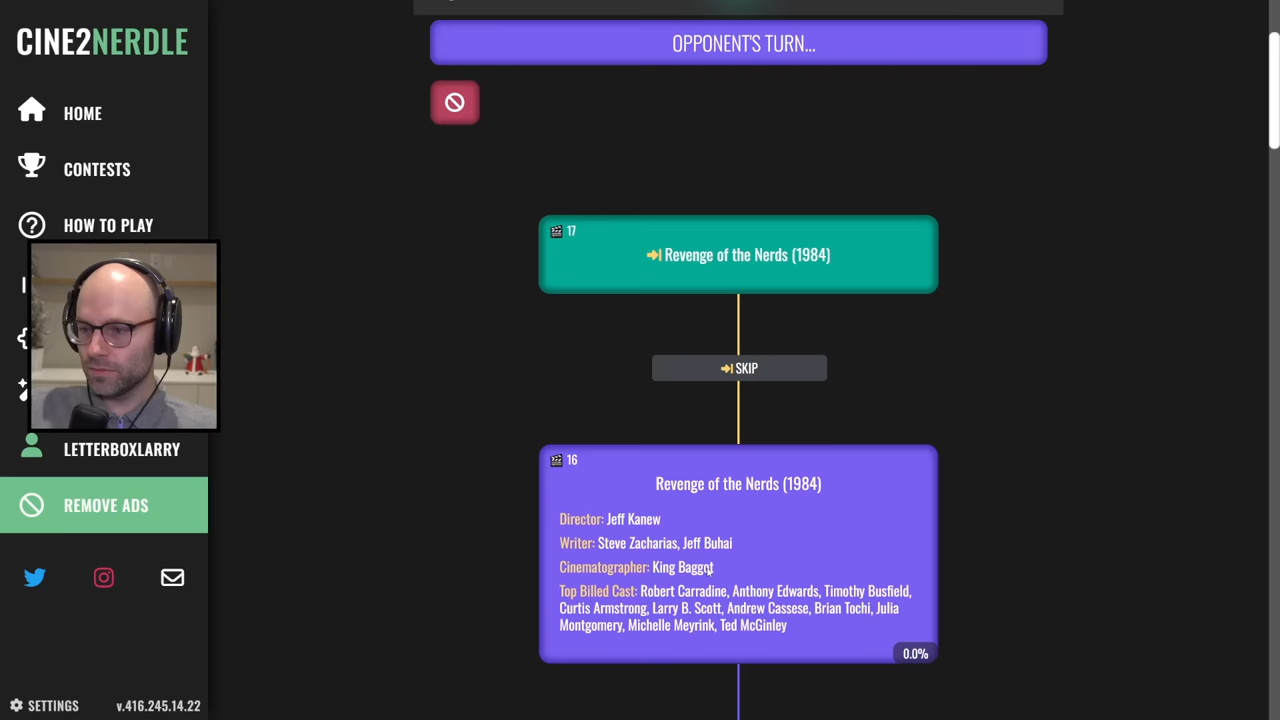 CINE2NERDLE
HOME
CONTESTS
HOW TO PLAY
LETTERBOXLARRY
REMOVE ADS
SETTINGS
v.416.245.14.22
OPPONENT'S TURN...
17
Revenge of the Nerds (1984)
SKIP
16
Revenge of the Nerds (1984)
Director: Jeff Kanew
Writer: Steve Zacharias, Jeff Buhai
Cinematographer: King Baggot
Top Billed Cast: Robert Carradine, Anthony Edwards, Timothy Busfield,
Curtis Armstrong, Larry B. Scott, Andrew Cassese, Brian Tochi, Julia
Montgomery, Michelle Meyrink, Ted McGinley
0.0%